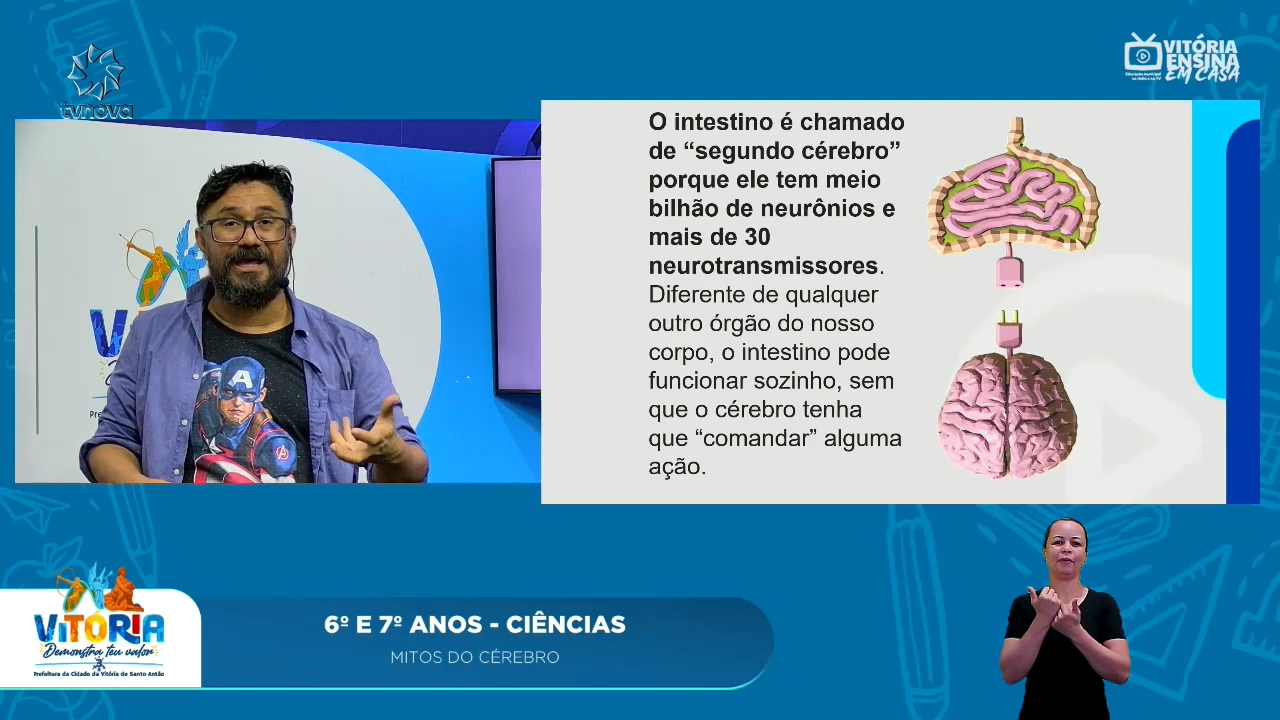 tvnova
VITÓRIA
ENSINA
EM CASA
O intestino é chamado
de “segundo cérebro”
porque ele tem meio
bilhão de neurônios e
mais de 30
neurotransmissores.
Diferente de qualquer
outro órgão do nosso
corpo, o intestino pode
funcionar sozinho, sem
que o cérebro tenha
que “comandar” alguma
ação.
A
A
6º E 7º ANOS - CIÊNCIAS
MITOS DO CÉREBRO
VITÓRIA
Demonstra teu valor
Prefeitura da Cidade da Vitória de Santo Antão